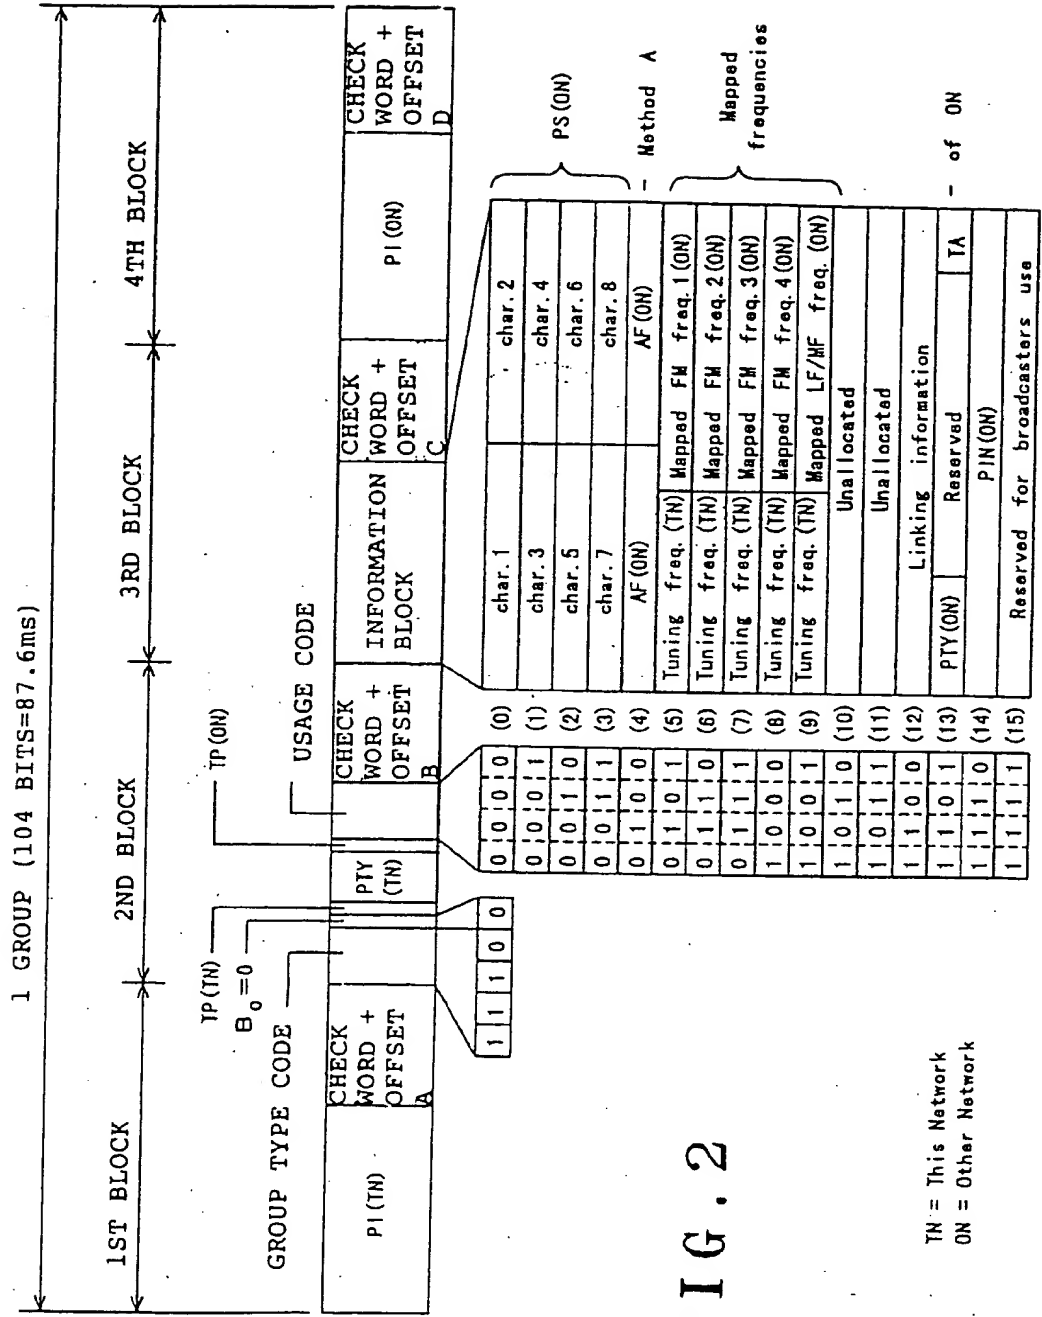 1 GROUP (104 BITS=87.6ms)
1ST BLOCK
2ND BLOCK
3RD BLOCK
4TH BLOCK
TP(TN)
B0=0
GROUP TYPE CODE
TP(ON)
USAGE CODE
PI(TN)
CHECK
WORD +
OFFSET
A
PTY
(TN)
CHECK
WORD +
OFFSET
B
INFORMATION
BLOCK
CHECK
WORD +
OFFSET
C
PI(ON)
CHECK
WORD +
OFFSET
D
1 1 1 0 0
0 0 0 0 (0) char.1 char.2
0 0 0 1 (1) char.3 char.4
0 0 1 0 (2) char.5 char.6
0 0 1 1 (3) char.7 char.8
PS(ON)
0 1 0 0 (4) AF(ON) AF(ON) - Method A
0 1 0 1 (5) Tuning freq. (TN) Mapped FM freq. 1(ON)
0 1 1 0 (6) Tuning freq. (TN) Mapped FM freq. 2(ON)
0 1 1 1 (7) Tuning freq. (TN) Mapped FM freq. 3(ON)
1 0 0 0 (8) Tuning freq. (TN) Mapped FM freq. 4(ON)
1 0 0 1 (9) Tuning freq. (TN) Mapped LF/MF freq. (ON)
Mapped
frequencies
1 0 1 0 (10) Unallocated
1 0 1 1 (11) Unallocated
1 1 0 0 (12) Linking information
1 1 0 1 (13) PTY(ON) Reserved TA - of ON
1 1 1 0 (14) PIN(ON)
1 1 1 1 (15) Reserved for broadcasters use
IG.2
TN = This Network
ON = Other Network